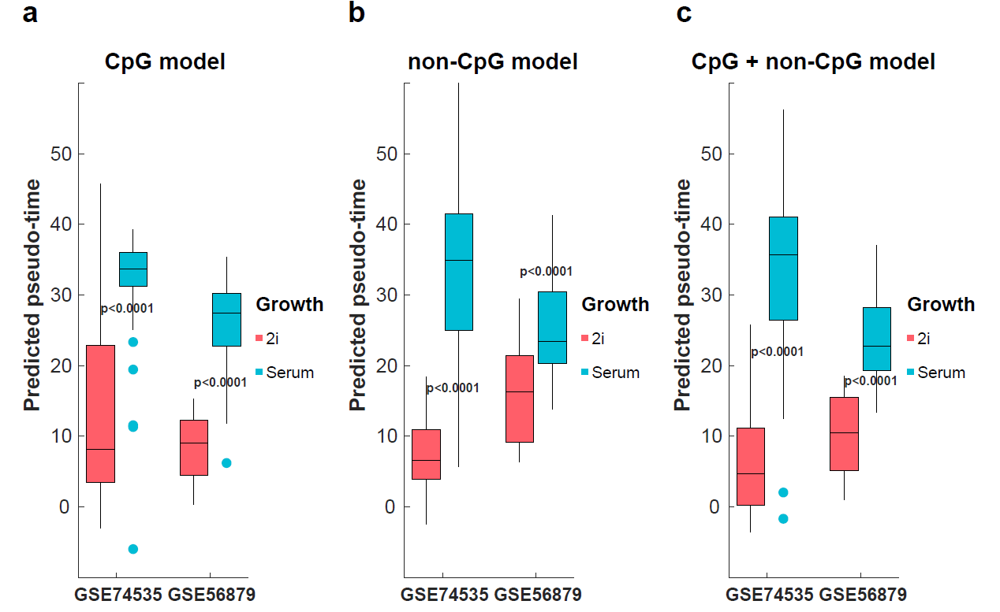 a
CpG model
Predicted pseudo-time
50
40
30
20
10
0
p<0.0001
p<0.0001
Growth
2i
Serum
GSE74535 GSE56879
b
non-CpG model
Predicted pseudo-time
50
40
30
20
10
0
p<0.0001
p<0.0001
Growth
2i
Serum
GSE74535 GSE56879
c
CpG + non-CpG model
Predicted pseudo-time
50
40
30
20
10
0
p<0.0001
p<0.0001
Growth
2i
Serum
GSE74535 GSE56879